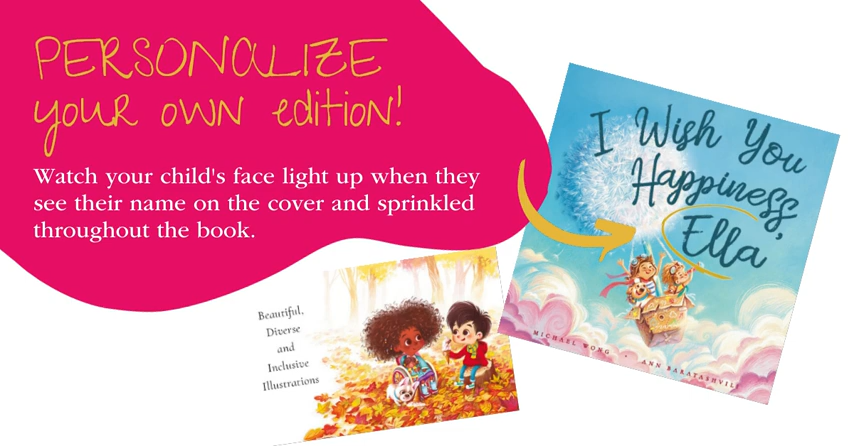 PERSONALIZE
your own edition!
Watch your child's face light up when they
see their name on the cover and sprinkled
throughout the book.
I Wish You
Happiness,
Ella
MICHAEL WONG • ANN BARATASHVILI
Beautiful,
Diverse
and
Inclusive
Illustrations